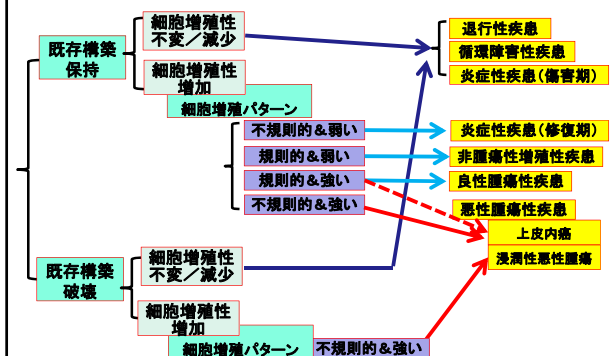 細胞増殖性
不変／減少
既存構築
保持
細胞増殖性
増加
細胞増殖パターン
不規則的＆弱い
規則的＆弱い
規則的＆強い
不規則的＆強い
退行性疾患
循環障害性疾患
炎症性疾患(傷害期)
炎症性疾患(修復期)
非腫瘍性増殖性疾患
良性腫瘍性疾患
悪性腫瘍性疾患
上皮内癌
浸潤性悪性腫瘍
既存構築
破壊
細胞増殖性
不変／減少
細胞増殖性
増加
細胞増殖パターン
不規則的＆強い